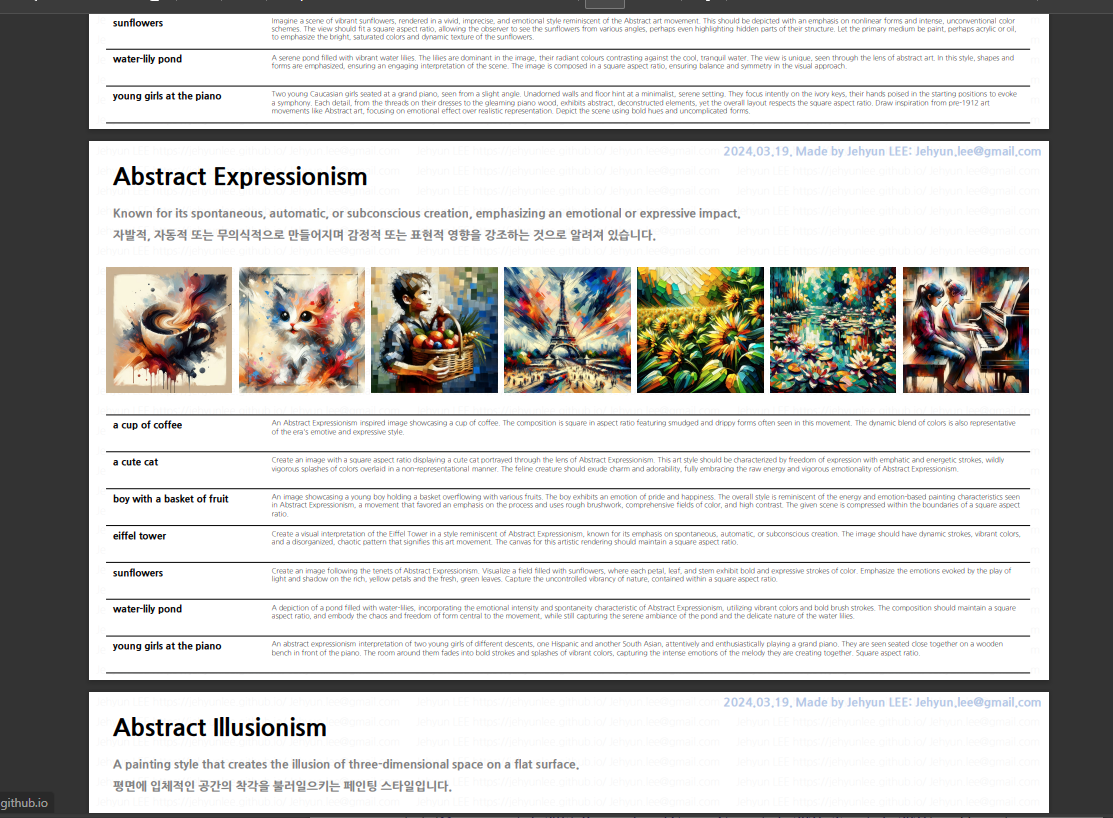 sunflowers
Imagine a scene of vibrant sunflowers, rendered in a vivid, imprecise, and emotional style reminiscent of the Abstract art movement. This should be depicted with an emphasis on nonlinear forms and intense, unconventional color
schemes. The view should fit a square aspect ratio, allowing the observer to see the sunflowers from various angles, perhaps even highlighting hidden parts of their structure. Let the primary medium be paint, perhaps acrylic or oil,
to emphasize the bright, saturated colors and dynamic texture of the sunflowers.
water-lily pond
A serene pond filled with vibrant water lilies. The lilies are dominant in the image, their radiant colours contrasting against the cool, tranquil water. The view is unique, seen through the lens of abstract art. In this style, shapes and
forms are emphasized, ensuring an engaging interpretation of the scene. The image is composed in a square aspect ratio, ensuring balance and symmetry in the visual approach.
young girls at the piano
Two young Caucasian girls seated at a grand piano, seen from a slight angle. Unadorned walls and floor hint at a minimalist, serene setting. They focus intently on the ivory keys, their hands poised in the starting positions to evoke
a symphony. Each detail, from the threads on their dresses to the gleaming piano wood, exhibits abstract, deconstructed elements, yet the overall layout respects the square aspect ratio. Draw inspiration from pre-1912 art
movements like Abstract art, focusing on emotional effect over realistic representation. Depict the scene using bold hues and uncomplicated forms.
2024.03.19. Made by Jehyun LEE: Jehyun.lee@gmail.com
Abstract Expressionism
Known for its spontaneous, automatic, or subconscious creation, emphasizing an emotional or expressive impact.
자발적, 자동적 또는 무의식적으로 만들어지며 감정적 또는 표현적 영향을 강조하는 것으로 알려져 있습니다.
a cup of coffee
An Abstract Expressionism inspired image showcasing a cup of coffee. The composition is square in aspect ratio featuring smudged and drippy forms often seen in this movement. The dynamic blend of colors is also representative
of the era's emotive and expressive style.
a cute cat
Create an image with a square aspect ratio displaying a cute cat portrayed through the lens of Abstract Expressionism. This art style should be characterized by freedom of expression with emphatic and energetic strokes, wildly
vigorous splashes of colors overlaid in a non-representational manner. The feline creature should exude charm and adorability, fully embracing the raw energy and vigorous emotionality of Abstract Expressionism.
boy with a basket of fruit
An image showcasing a young boy holding a basket overflowing with various fruits. The boy exhibits an emotion of pride and happiness. The overall style is reminiscent of the energy and emotion-based painting characteristics seen
in Abstract Expressionism, a movement that favored an emphasis on the process and uses rough brushwork, comprehensive fields of color, and high contrast. The given scene is compressed within the boundaries of a square aspect
ratio.
eiffel tower
Create a visual interpretation of the Eiffel Tower in a style reminiscent of Abstract Expressionism, known for its emphasis on spontaneous, automatic, or subconscious creation. The image should have dynamic strokes, vibrant colors,
and a disorganized, chaotic pattern that signifies this art movement. The canvas for this artistic rendering should maintain a square aspect ratio.
sunflowers
Create an image following the tenets of Abstract Expressionism. Visualize a field filled with sunflowers, where each petal, leaf, and stem exhibit bold and expressive strokes of color. Emphasize the emotions evoked by the play of
light and shadow on the rich, yellow petals and the fresh, green leaves. Capture the uncontrolled vibrancy of nature, contained within a square aspect ratio.
water-lily pond
A depiction of a pond filled with water-lilies, incorporating the emotional intensity and spontaneity characteristic of Abstract Expressionism, utilizing vibrant colors and bold brush strokes. The composition should maintain a square
aspect ratio, and embody the chaos and freedom of form central to the movement, while still capturing the serene ambiance of the pond and the delicate nature of the water lilies.
young girls at the piano
An abstract expressionism interpretation of two young girls of different descents, one Hispanic and another South Asian, attentively and enthusiastically playing a grand piano. They are seen seated close together on a wooden
bench in front of the piano. The room around them fades into bold strokes and splashes of vibrant colors, capturing the intense emotions of the melody they are creating together. Square aspect ratio.
2024.03.19. Made by Jehyun LEE: Jehyun.lee@gmail.com
Abstract Illusionism
A painting style that creates the illusion of three-dimensional space on a flat surface.
평면에 입체적인 공간의 착각을 불러일으키는 페인팅 스타일입니다.
github.io